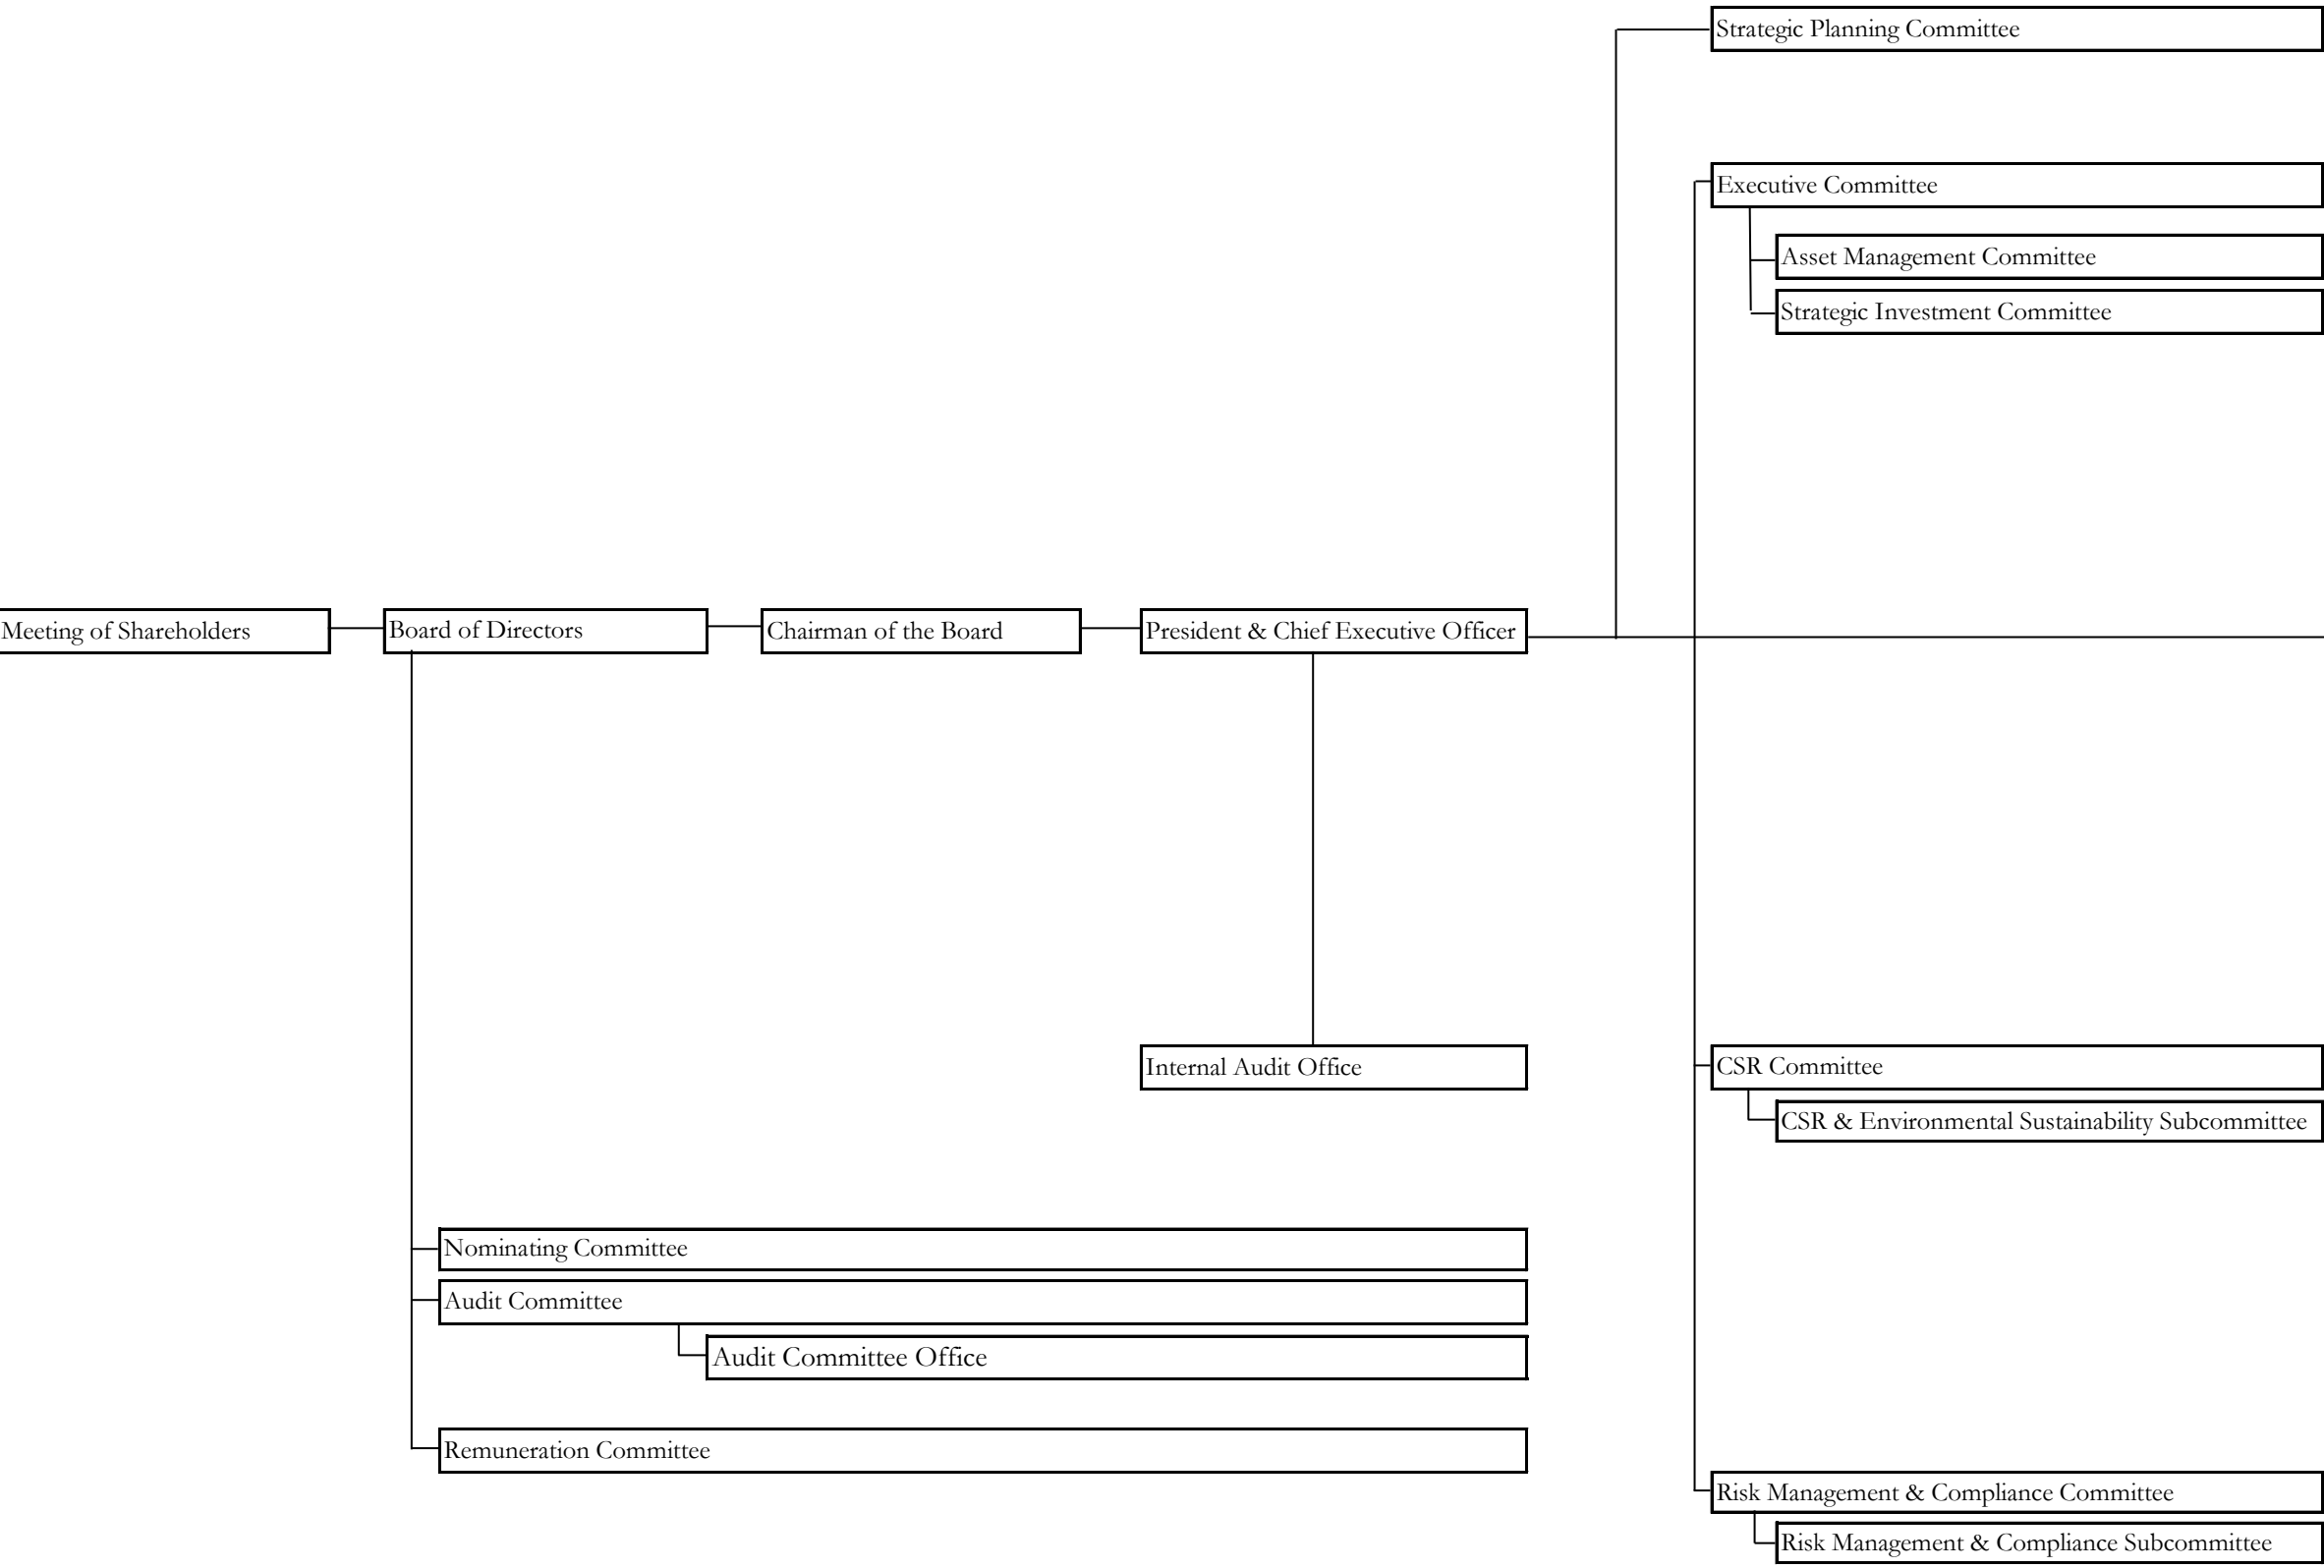 Strategic Planning Committee
Executive Committee
Asset Management Committee
Strategic Investment Committee
Meeting of Shareholders
Board of Directors
Chairman of the Board
President & Chief Executive Officer
Internal Audit Office
CSR Committee
CSR & Environmental Sustainability Subcommittee
Nominating Committee
Audit Committee
Audit Committee Office
Remuneration Committee
Risk Management & Compliance Committee
Risk Management & Compliance Subcommittee